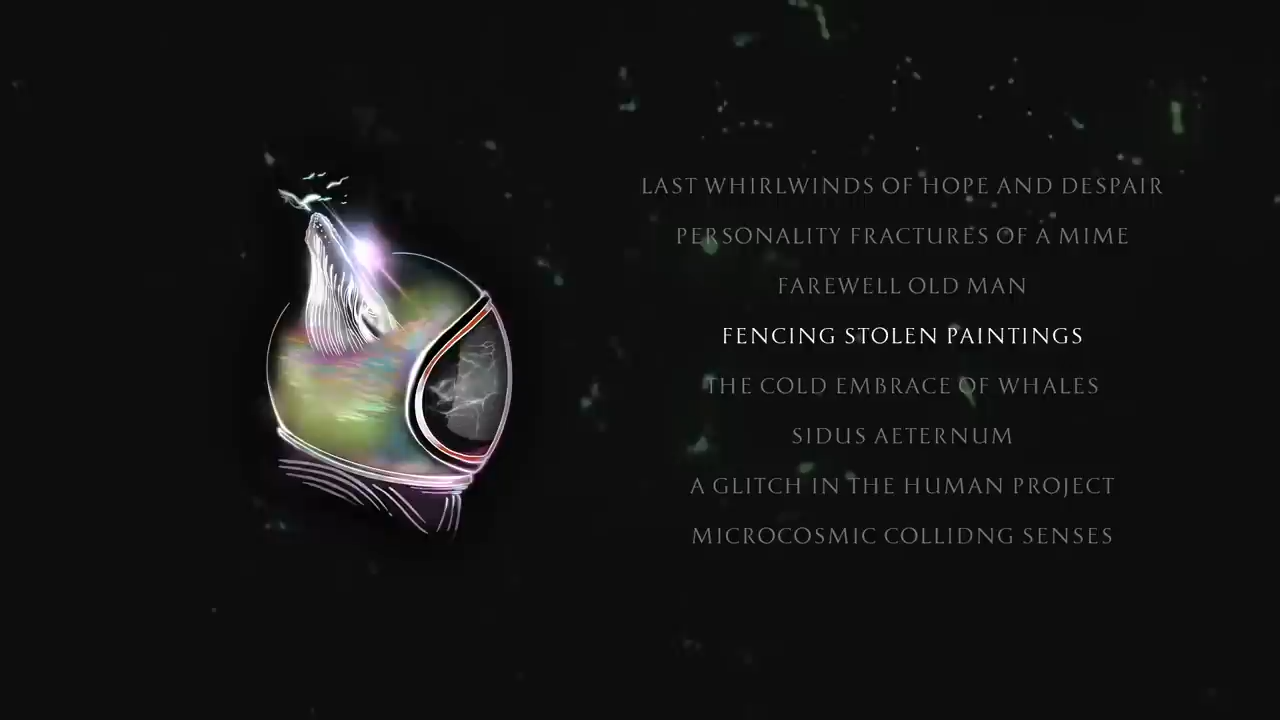 LAST WHIRLWINDS OF HOPE AND DESPAIR
PERSONALITY FRACTURES OF A MIME
FAREWELL OLD MAN
FENCING STOLEN PAINTINGS
THE COLD EMBRACE OF WHALES
SIDUS AETERNUM
A GLITCH IN THE HUMAN PROJECT
MICROCOSMIC COLLIDNG SENSES